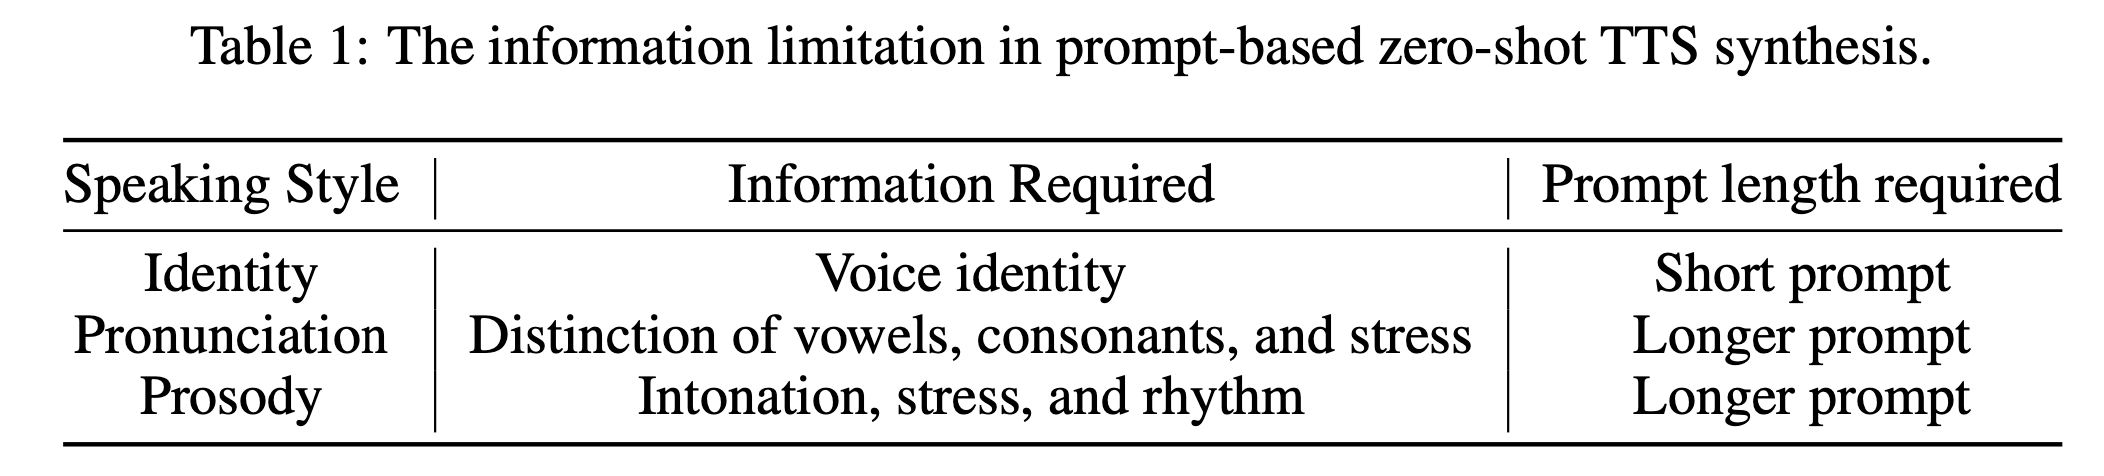 Table 1: The information limitation in prompt-based zero-shot TTS synthesis.
Speaking Style Information Required Prompt length required
Identity Voice identity Short prompt
Pronunciation Distinction of vowels, consonants, and stress Longer prompt
Prosody Intonation, stress, and rhythm Longer prompt